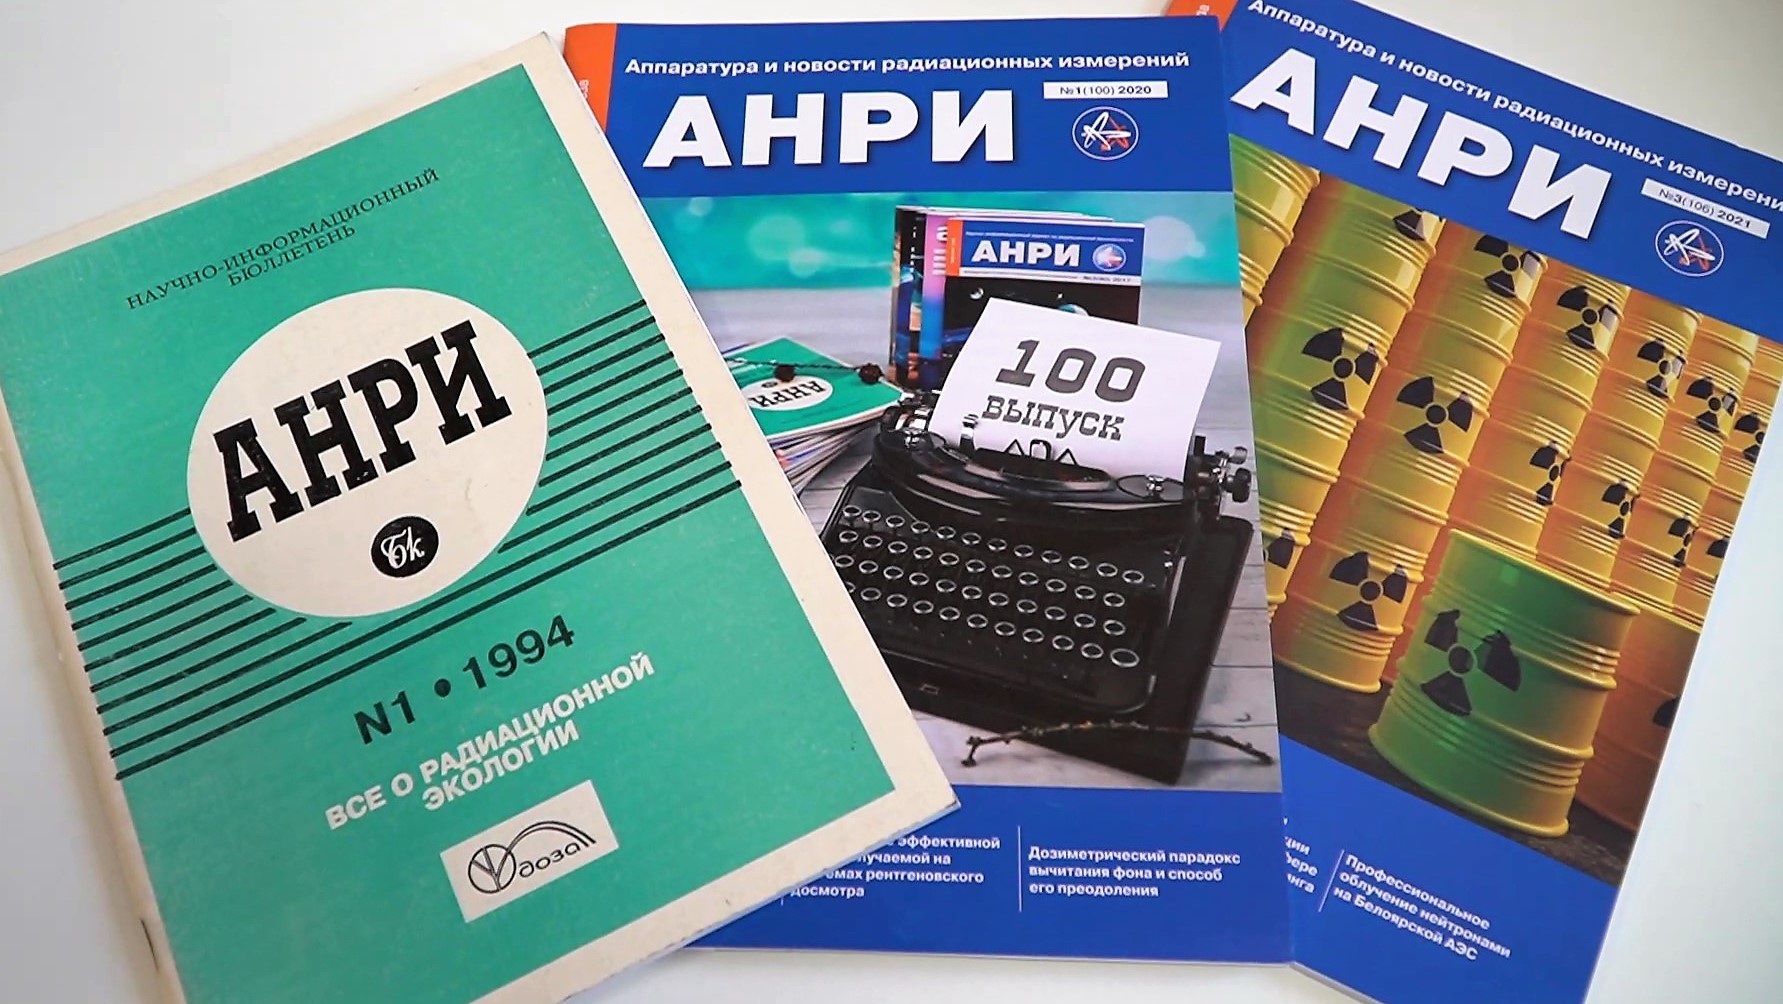 НАУЧНО-ИНФОРМАЦИОННЫЙ
БЮЛЛЕТЕНЬ
АНРИ
Бк
N1 • 1994
ВСЕ О РАДИАЦИОННОЙ
ЭКОЛОГИИ
доза
Аппаратура и новости радиационных измерений
АНРИ
№1(100) 2020
АНРИ
АНРИ
100
выпуск
эффективной
на
рентгеновского
досмотра
Дозиметрический парадокс
вычитания фона и способ
его преодоления
Аппаратура и новости радиационных
АНРИ
№3(106) 2021
Профессиональное
облучение нейтронами
на Белоярской АЭС